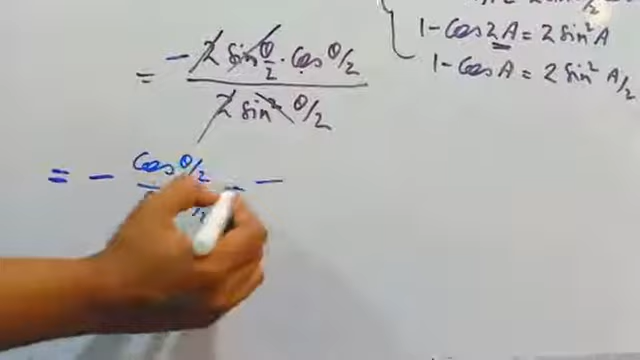 = - 2 sin θ/2 · cos θ/2
2 sin² θ/2
1 - Cos 2A = 2 sin² A
1 - cos A = 2 sin² A/2
= - cos θ/2
= -